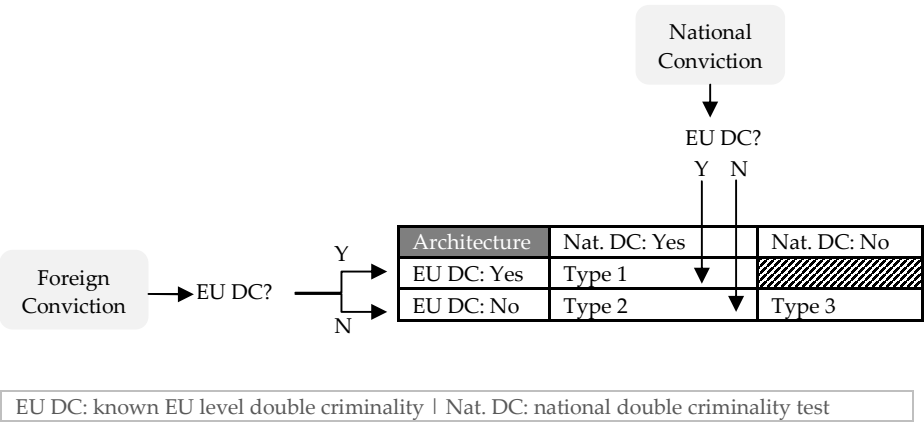 National
Conviction
EU DC?
Y N
Architecture Nat. DC: Yes Nat. DC: No
Y
EU DC: Yes Type 1
Foreign
Conviction
EU DC?
EU DC: No Type 2 Type 3
N
EU DC: known EU level double criminality | Nat. DC: national double criminality test